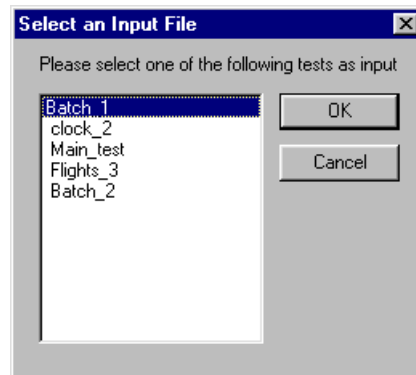 Select an Input File
Please select one of the following tests as input
Batch_1
clock_2
Main_test
Flights_3
Batch_2
OK
Cancel